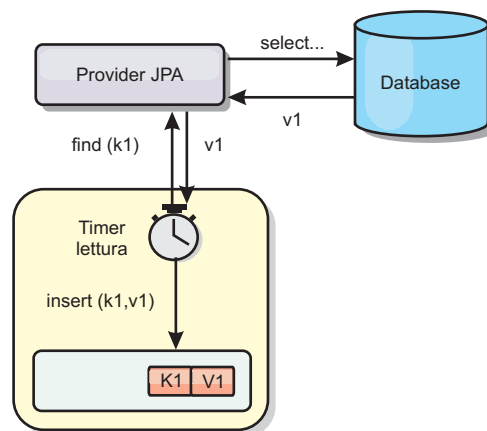 select...
Provider JPA
Database
v1
find (k1)
v1
Timer
lettura
insert (k1,v1)
K1 V1